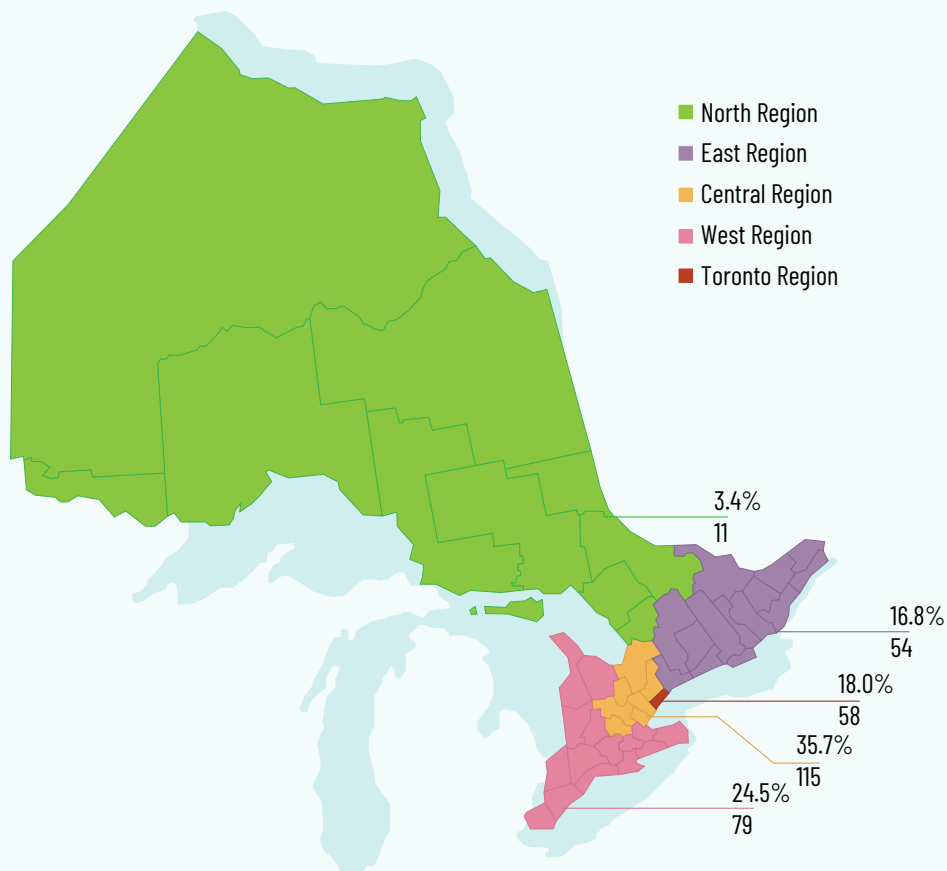 North Region
East Region
Central Region
West Region
Toronto Region
3.4%
11
16.8%
54
18.0%
58
35.7%
115
24.5%
79